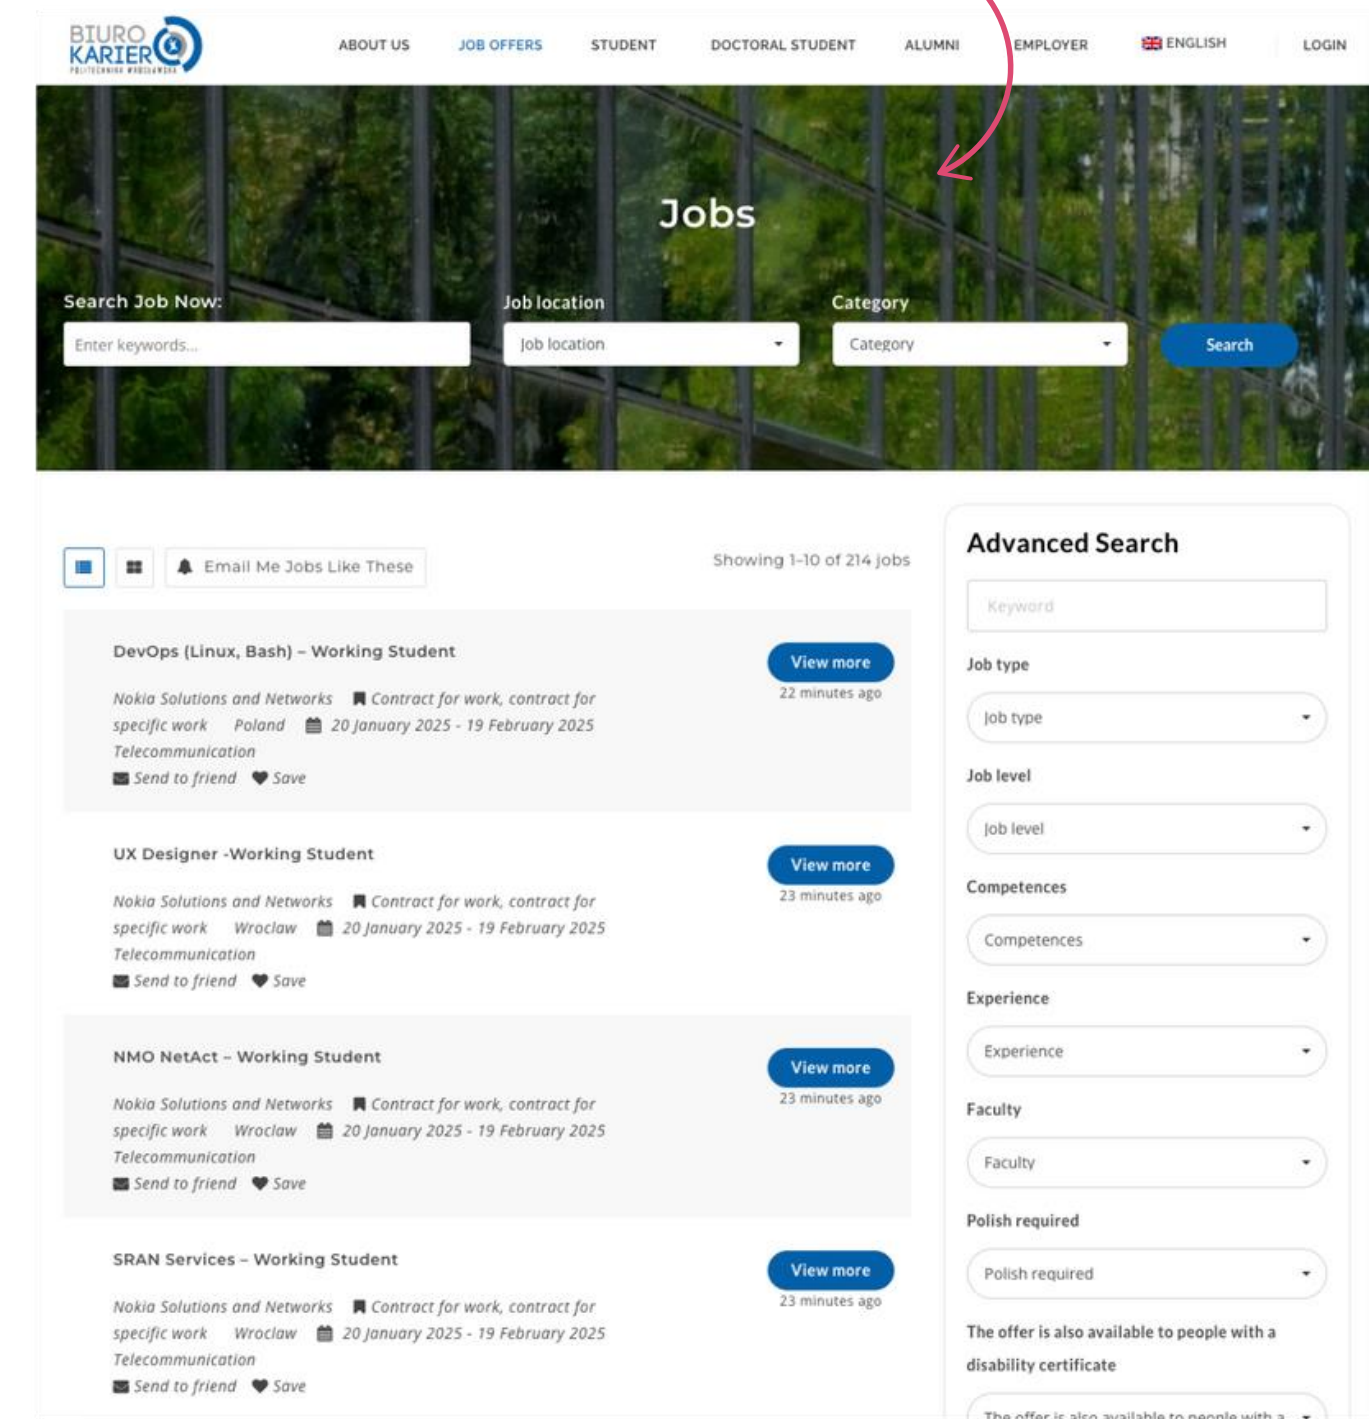 BIURO
KARIER
POLITECHNIKA WROCŁAWSKA
ABOUT US
JOB OFFERS
STUDENT
DOCTORAL STUDENT
ALUMNI
EMPLOYER
ENGLISH
LOGIN
Jobs
Search Job Now:
Job location
Category
Enter keywords...
Job location
Category
Search
Email Me Jobs Like These
Showing 1–10 of 214 jobs
DevOps (Linux, Bash) – Working Student
View more
22 minutes ago
Nokia Solutions and Networks Contract for work, contract for
specific work Poland 20 January 2025 - 19 February 2025
Telecommunication
Send to friend Save
UX Designer -Working Student
View more
23 minutes ago
Nokia Solutions and Networks Contract for work, contract for
specific work Wroclaw 20 January 2025 - 19 February 2025
Telecommunication
Send to friend Save
NMO NetAct – Working Student
View more
23 minutes ago
Nokia Solutions and Networks Contract for work, contract for
specific work Wroclaw 20 January 2025 - 19 February 2025
Telecommunication
Send to friend Save
SRAN Services – Working Student
View more
23 minutes ago
Nokia Solutions and Networks Contract for work, contract for
specific work Wroclaw 20 January 2025 - 19 February 2025
Telecommunication
Send to friend Save
Advanced Search
Keyword
Job type
Job type
Job level
Job level
Competences
Competences
Experience
Experience
Faculty
Faculty
Polish required
Polish required
The offer is also available to people with a
disability certificate
The offer is also available to people with a